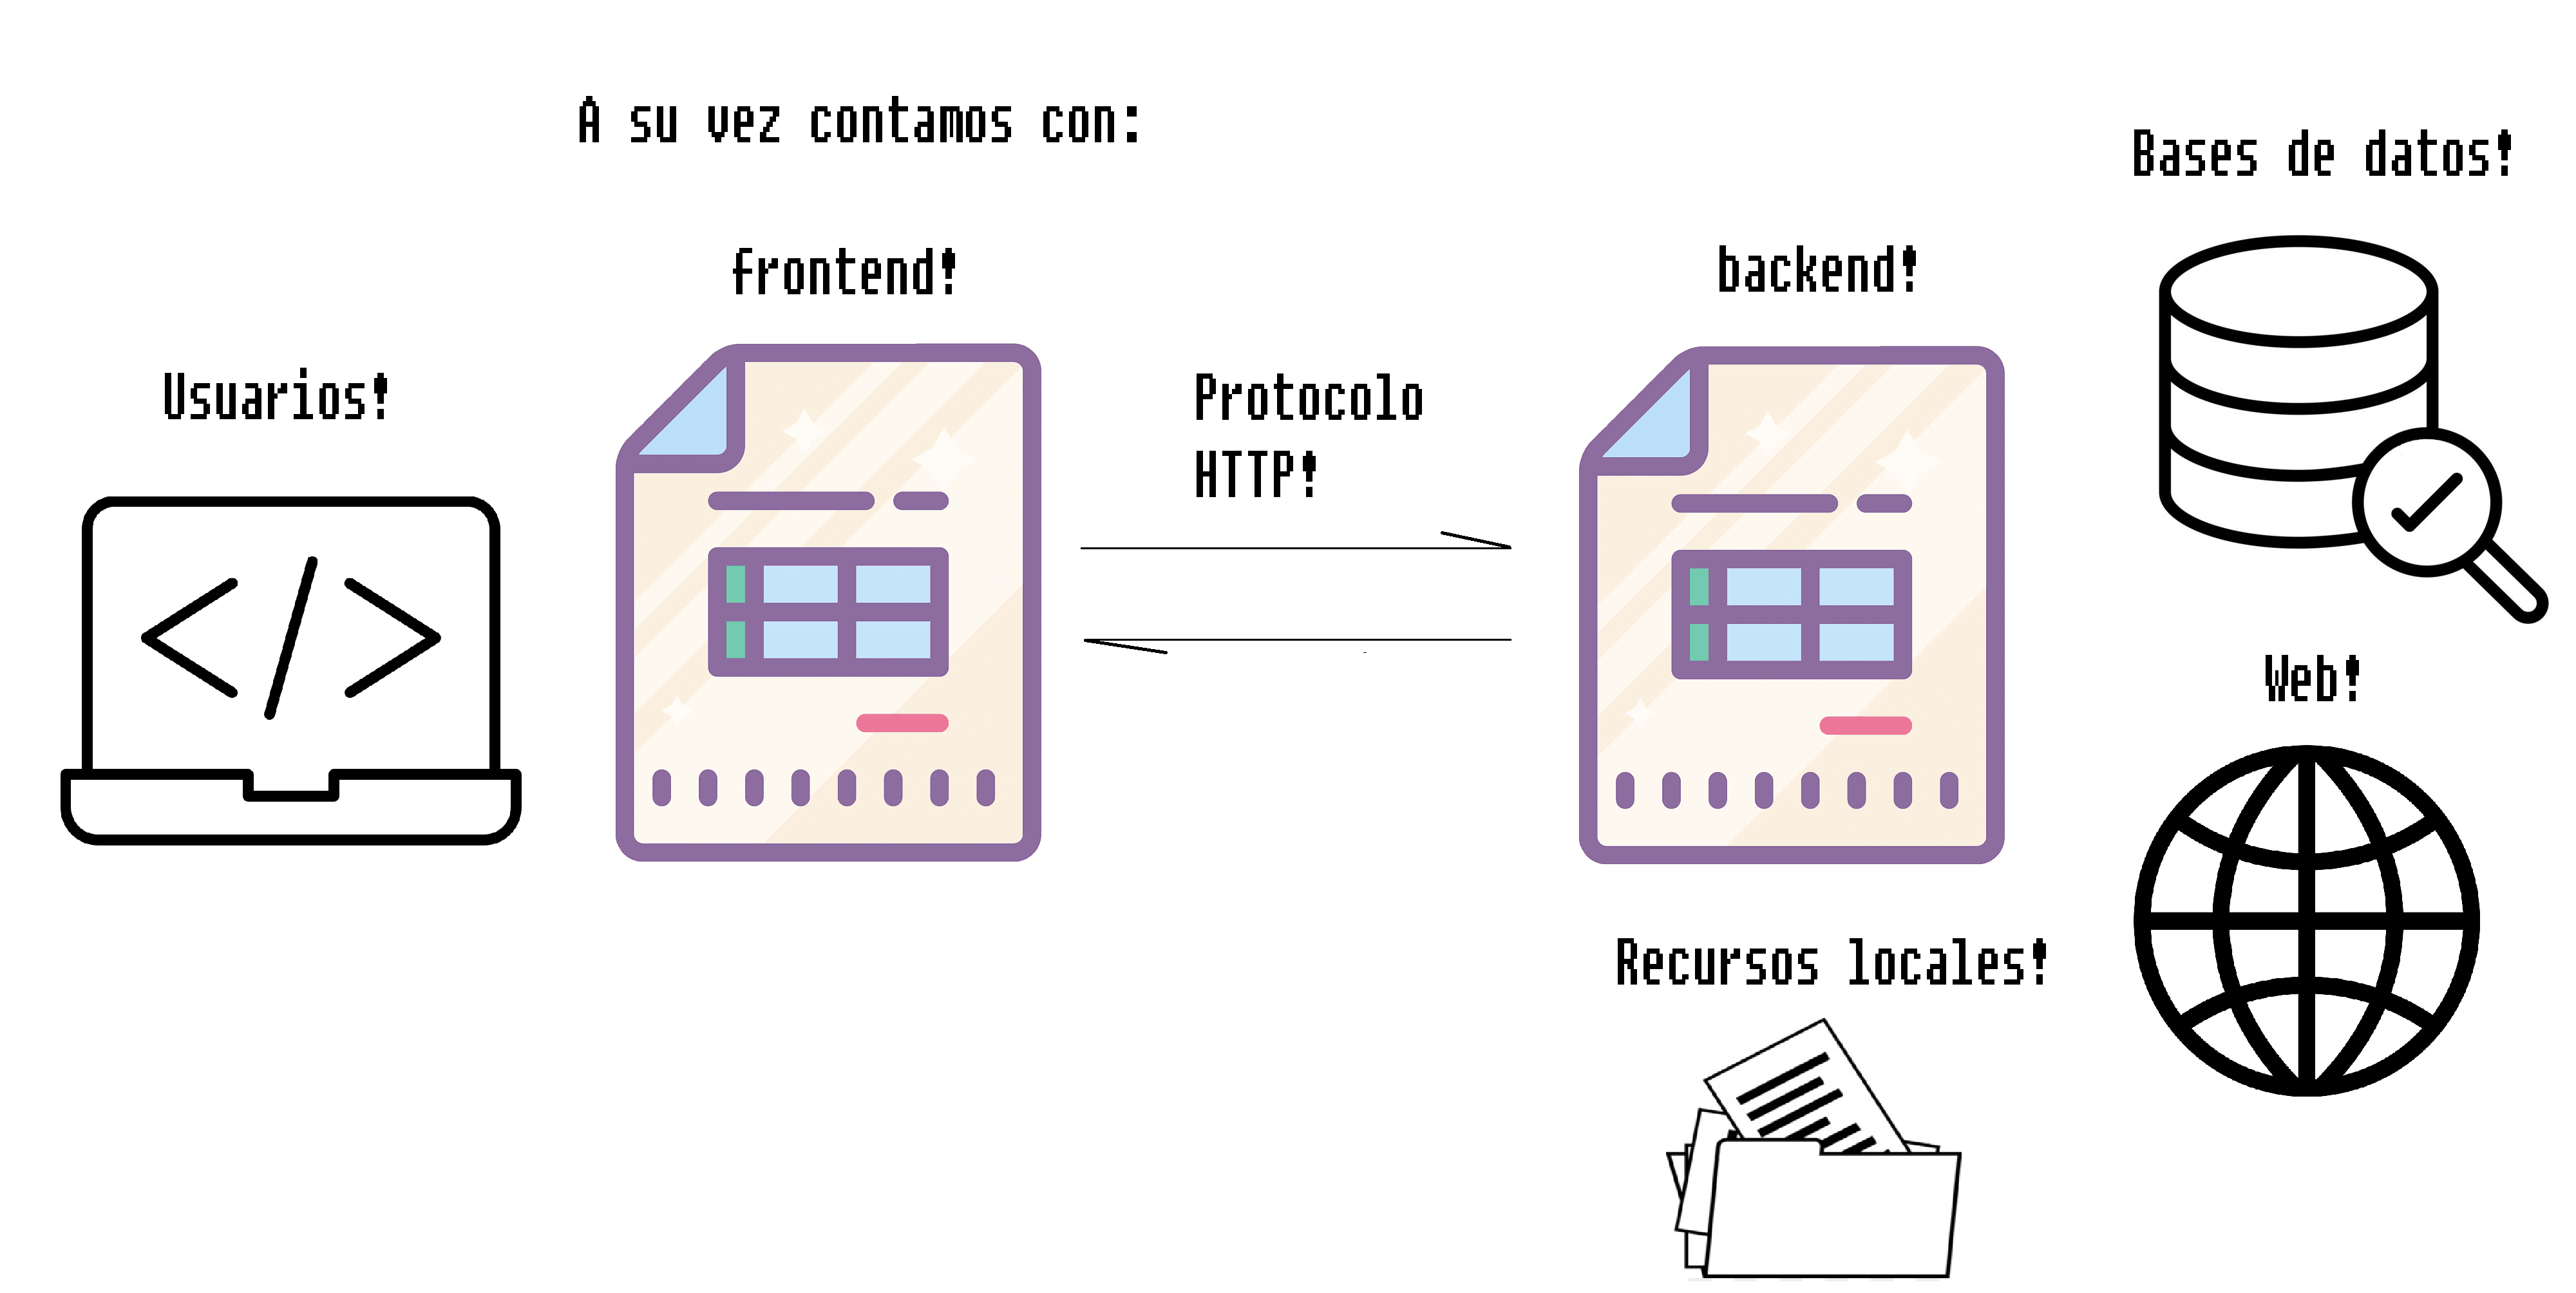 A su vez contamos con:
Usuarios!
frontend!
Protocolo
HTTP!
backend!
Bases de datos!
Web!
Recursos locales!